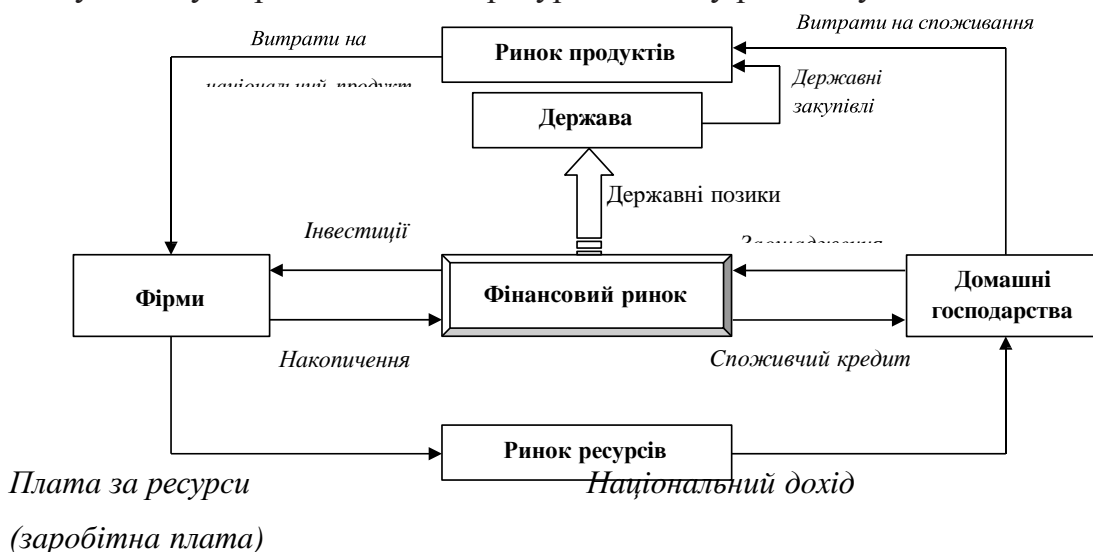 Витрати на споживання
Витрати на
Ринок продуктів
Державні
закупівлі
Держава
Державні позики
Інвестиції
Фірми
Фінансовий ринок
Домашні
господарства
Накопичення
Споживчий кредит
Ринок ресурсів
Плата за ресурси
Національний дохід
(заробітна плата)